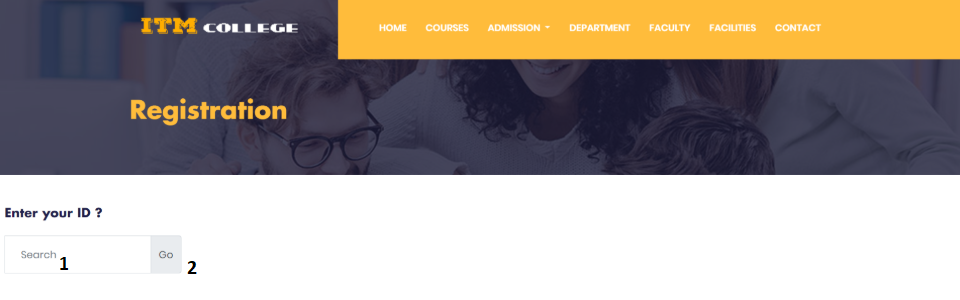 ITM COLLEGE
HOME COURSES ADMISSION DEPARTMENT FACULTY FACILITIES CONTACT
Registration
Enter your ID ?
Search 1 Go 2